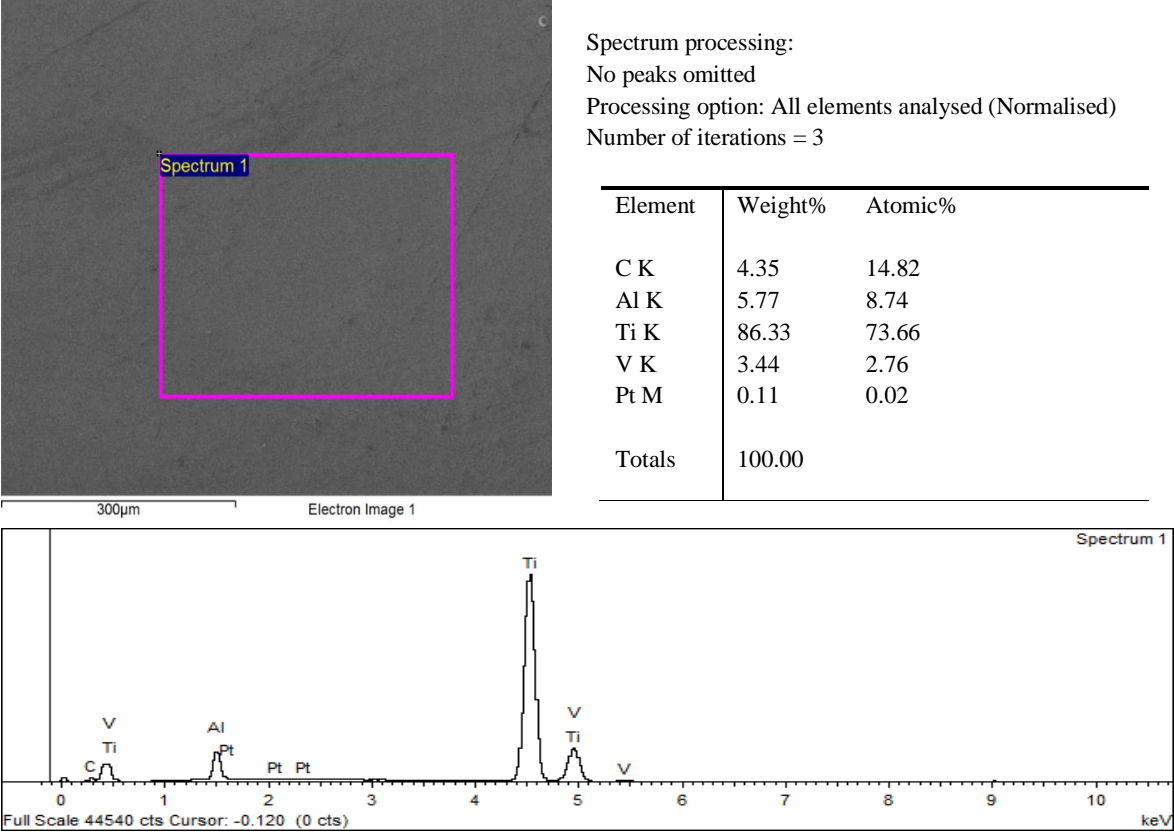 Spectrum 1
300µm
Electron Image 1
Spectrum processing:
No peaks omitted
Processing option: All elements analysed (Normalised)
Number of iterations = 3
Element Weight% Atomic%
C K 4.35 14.82
Al K 5.77 8.74
Ti K 86.33 73.66
V K 3.44 2.76
Pt M 0.11 0.02
Totals 100.00
Spectrum 1
Ti
V
Ti
C
Al
Pt
Pt Pt
V
Ti
V
0 1 2 3 4 5 6 7 8 9 10
Full Scale 44540 cts Cursor: -0.120 (0 cts) keV